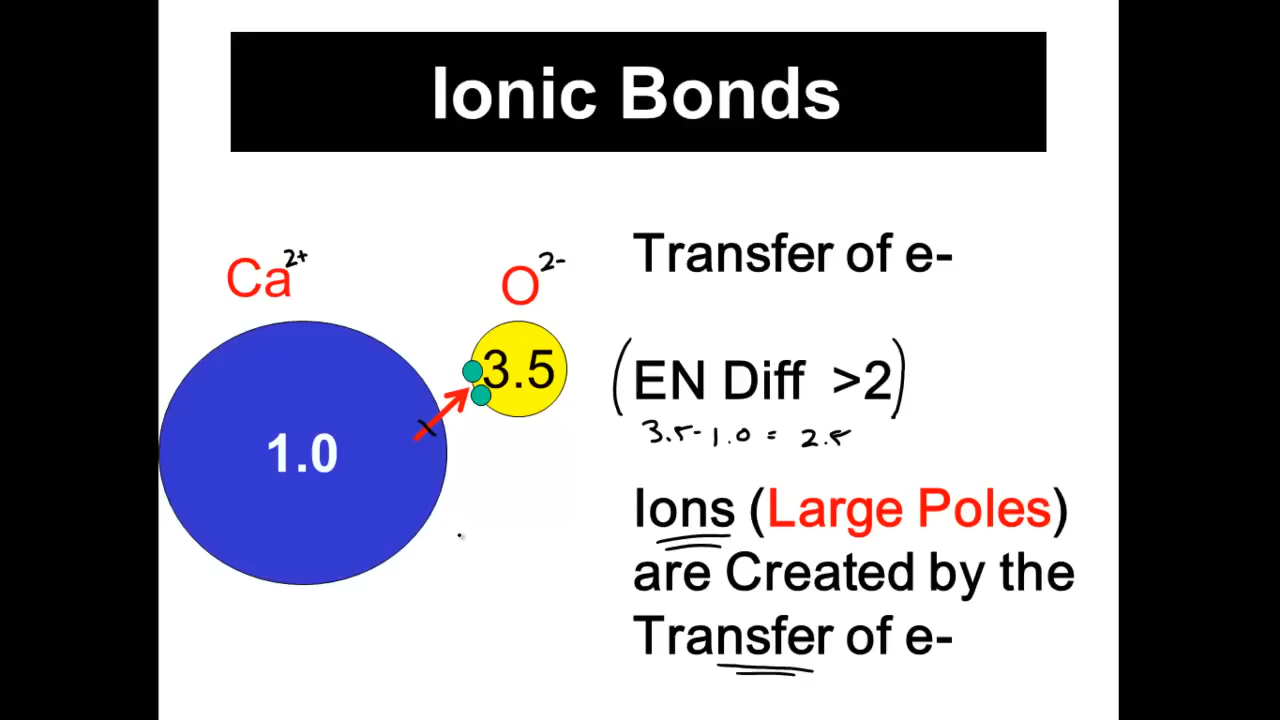 Ionic Bonds
Ca²⁺
O²⁻
Transfer of e-
3.5
(EN Diff >2)
3.5-1.0 = 2.5
1.0
Ions (Large Poles)
are Created by the
Transfer of e-